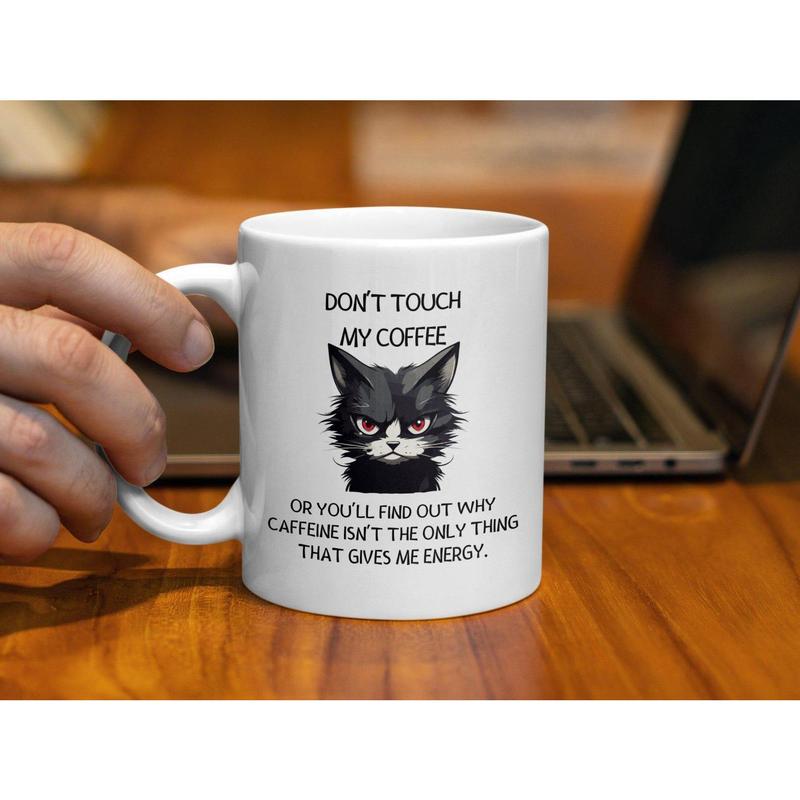 DON'T TOUCH
MY COFFEE
OR YOU'LL FIND OUT WHY
CAFFEINE ISN'T THE ONLY THING
THAT GIVES ME ENERGY.